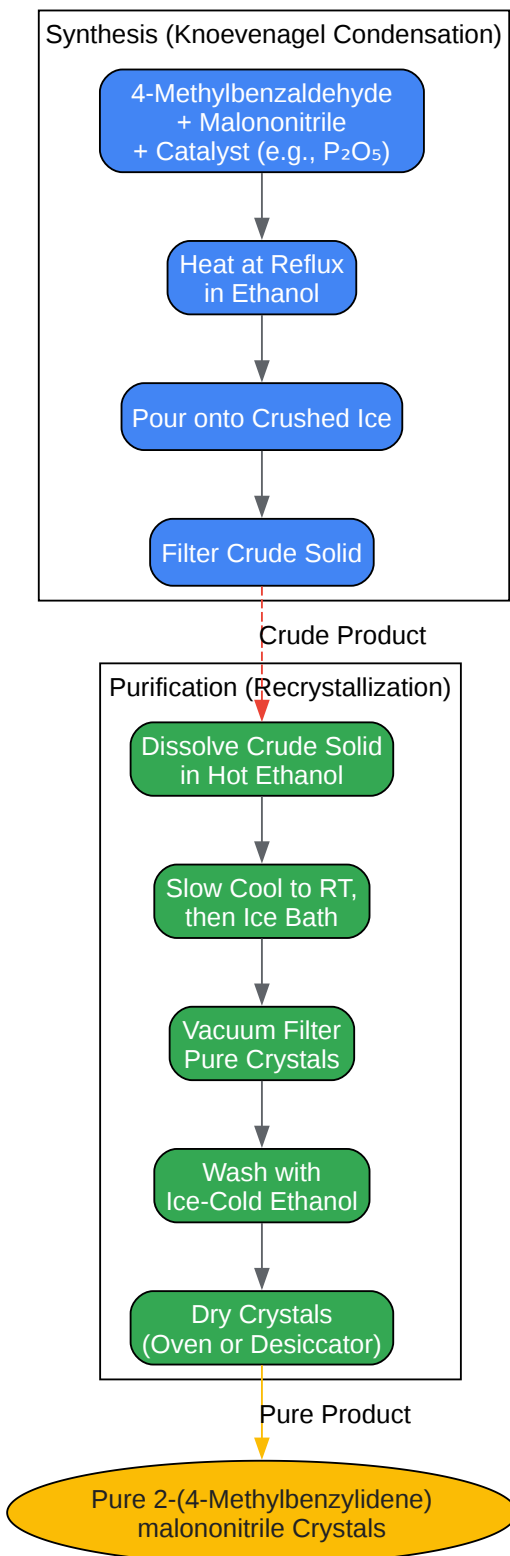 Synthesis (Knoevenagel Condensation)
4-Methylbenzaldehyde
+ Malononitrile
+ Catalyst (e.g., P₂O₅)
Heat at Reflux
in Ethanol
Pour onto Crushed Ice
Filter Crude Solid
Crude Product
Purification (Recrystallization)
Dissolve Crude Solid
in Hot Ethanol
Slow Cool to RT,
then Ice Bath
Vacuum Filter
Pure Crystals
Wash with
Ice-Cold Ethanol
Dry Crystals
(Oven or Desiccator)
Pure Product
Pure 2-(4-Methylbenzylidene)
malononitrile Crystals